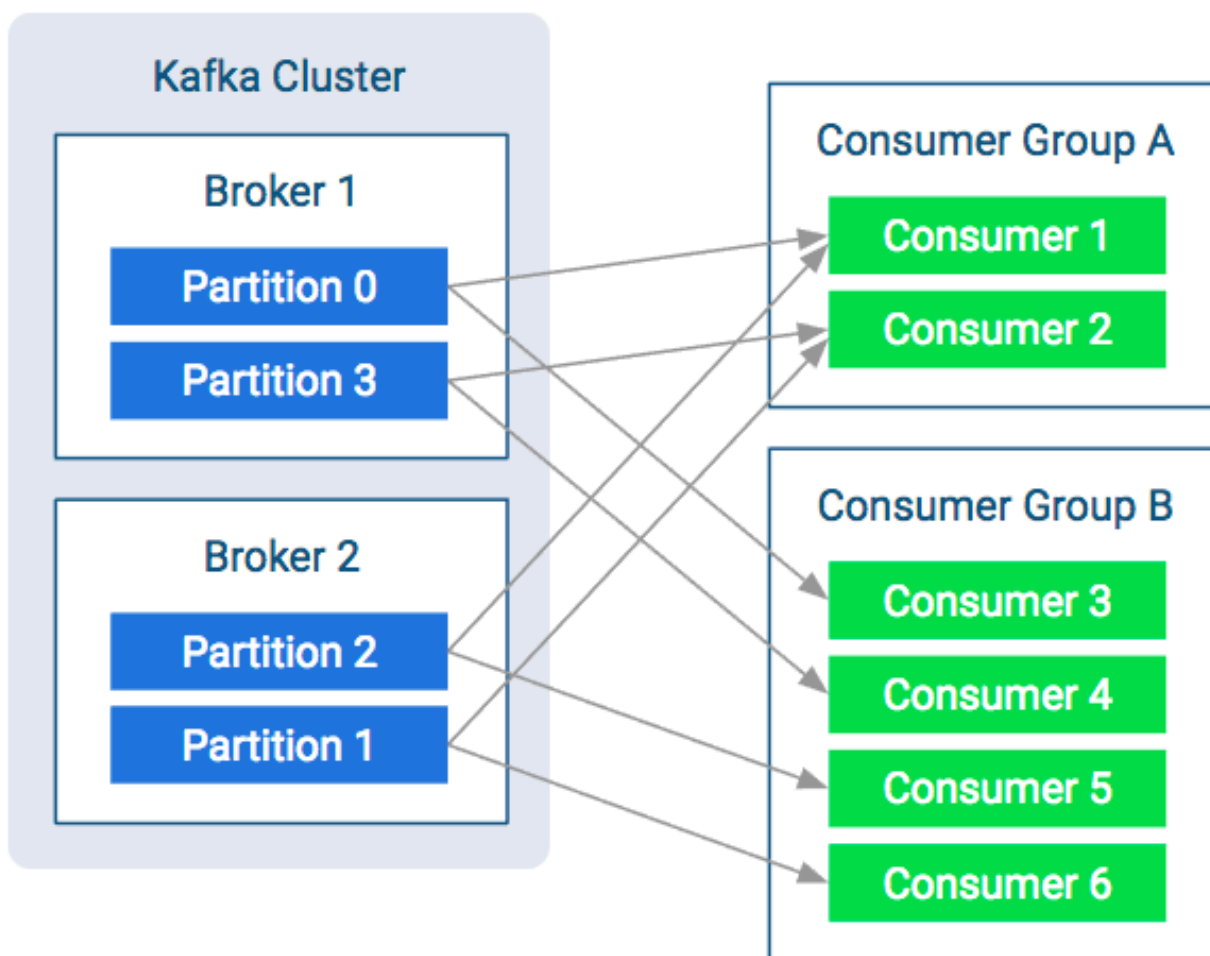 Kafka Cluster
Broker 1
Partition 0
Partition 3
Broker 2
Partition 2
Partition 1
Consumer Group A
Consumer 1
Consumer 2
Consumer Group B
Consumer 3
Consumer 4
Consumer 5
Consumer 6